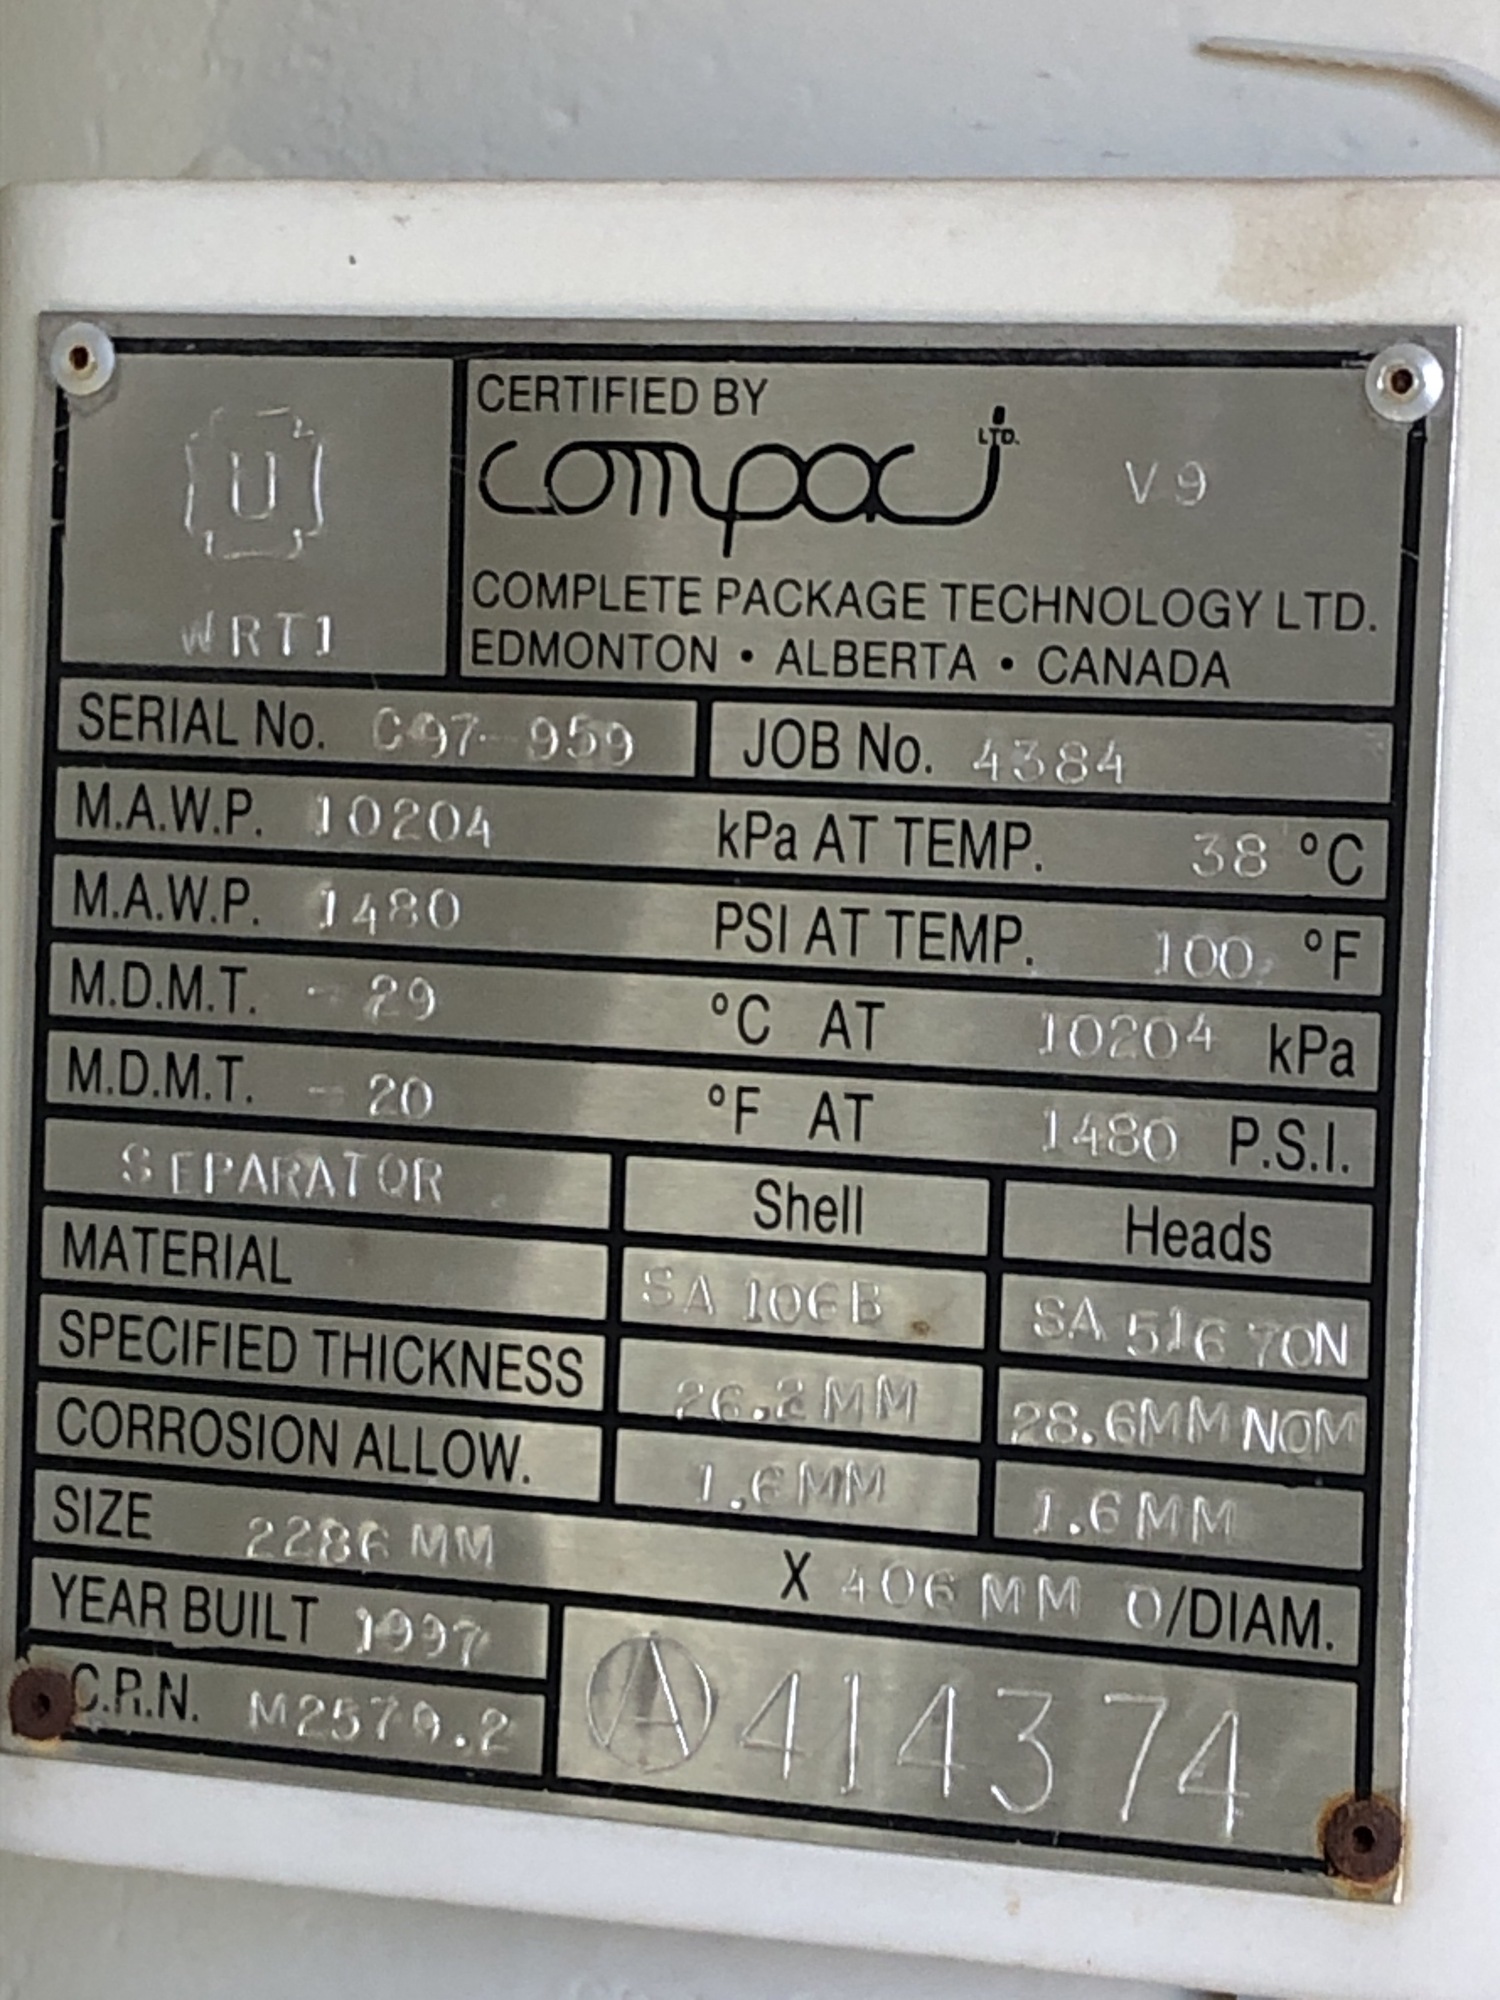 U
WRT1
CERTIFIED BY
compact LTD.
V9
COMPLETE PACKAGE TECHNOLOGY LTD.
EDMONTON • ALBERTA • CANADA
SERIAL No. C97-959 JOB No. 4384
M.A.W.P. 10204 kPa AT TEMP. 38 °C
M.A.W.P. 1480 PSI AT TEMP. 100 °F
M.D.M.T. -29 °C AT 10204 kPa
M.D.M.T. -20 °F AT 1480 P.S.I.
SEPARATOR Shell Heads
MATERIAL SA 106B SA 516 70N
SPECIFIED THICKNESS 26.2MM 28.6MM NOM
CORROSION ALLOW. 1.6MM 1.6MM
SIZE 2286 MM X 406 MM O/DIAM.
YEAR BUILT 1997
C.R.N.
A 414374